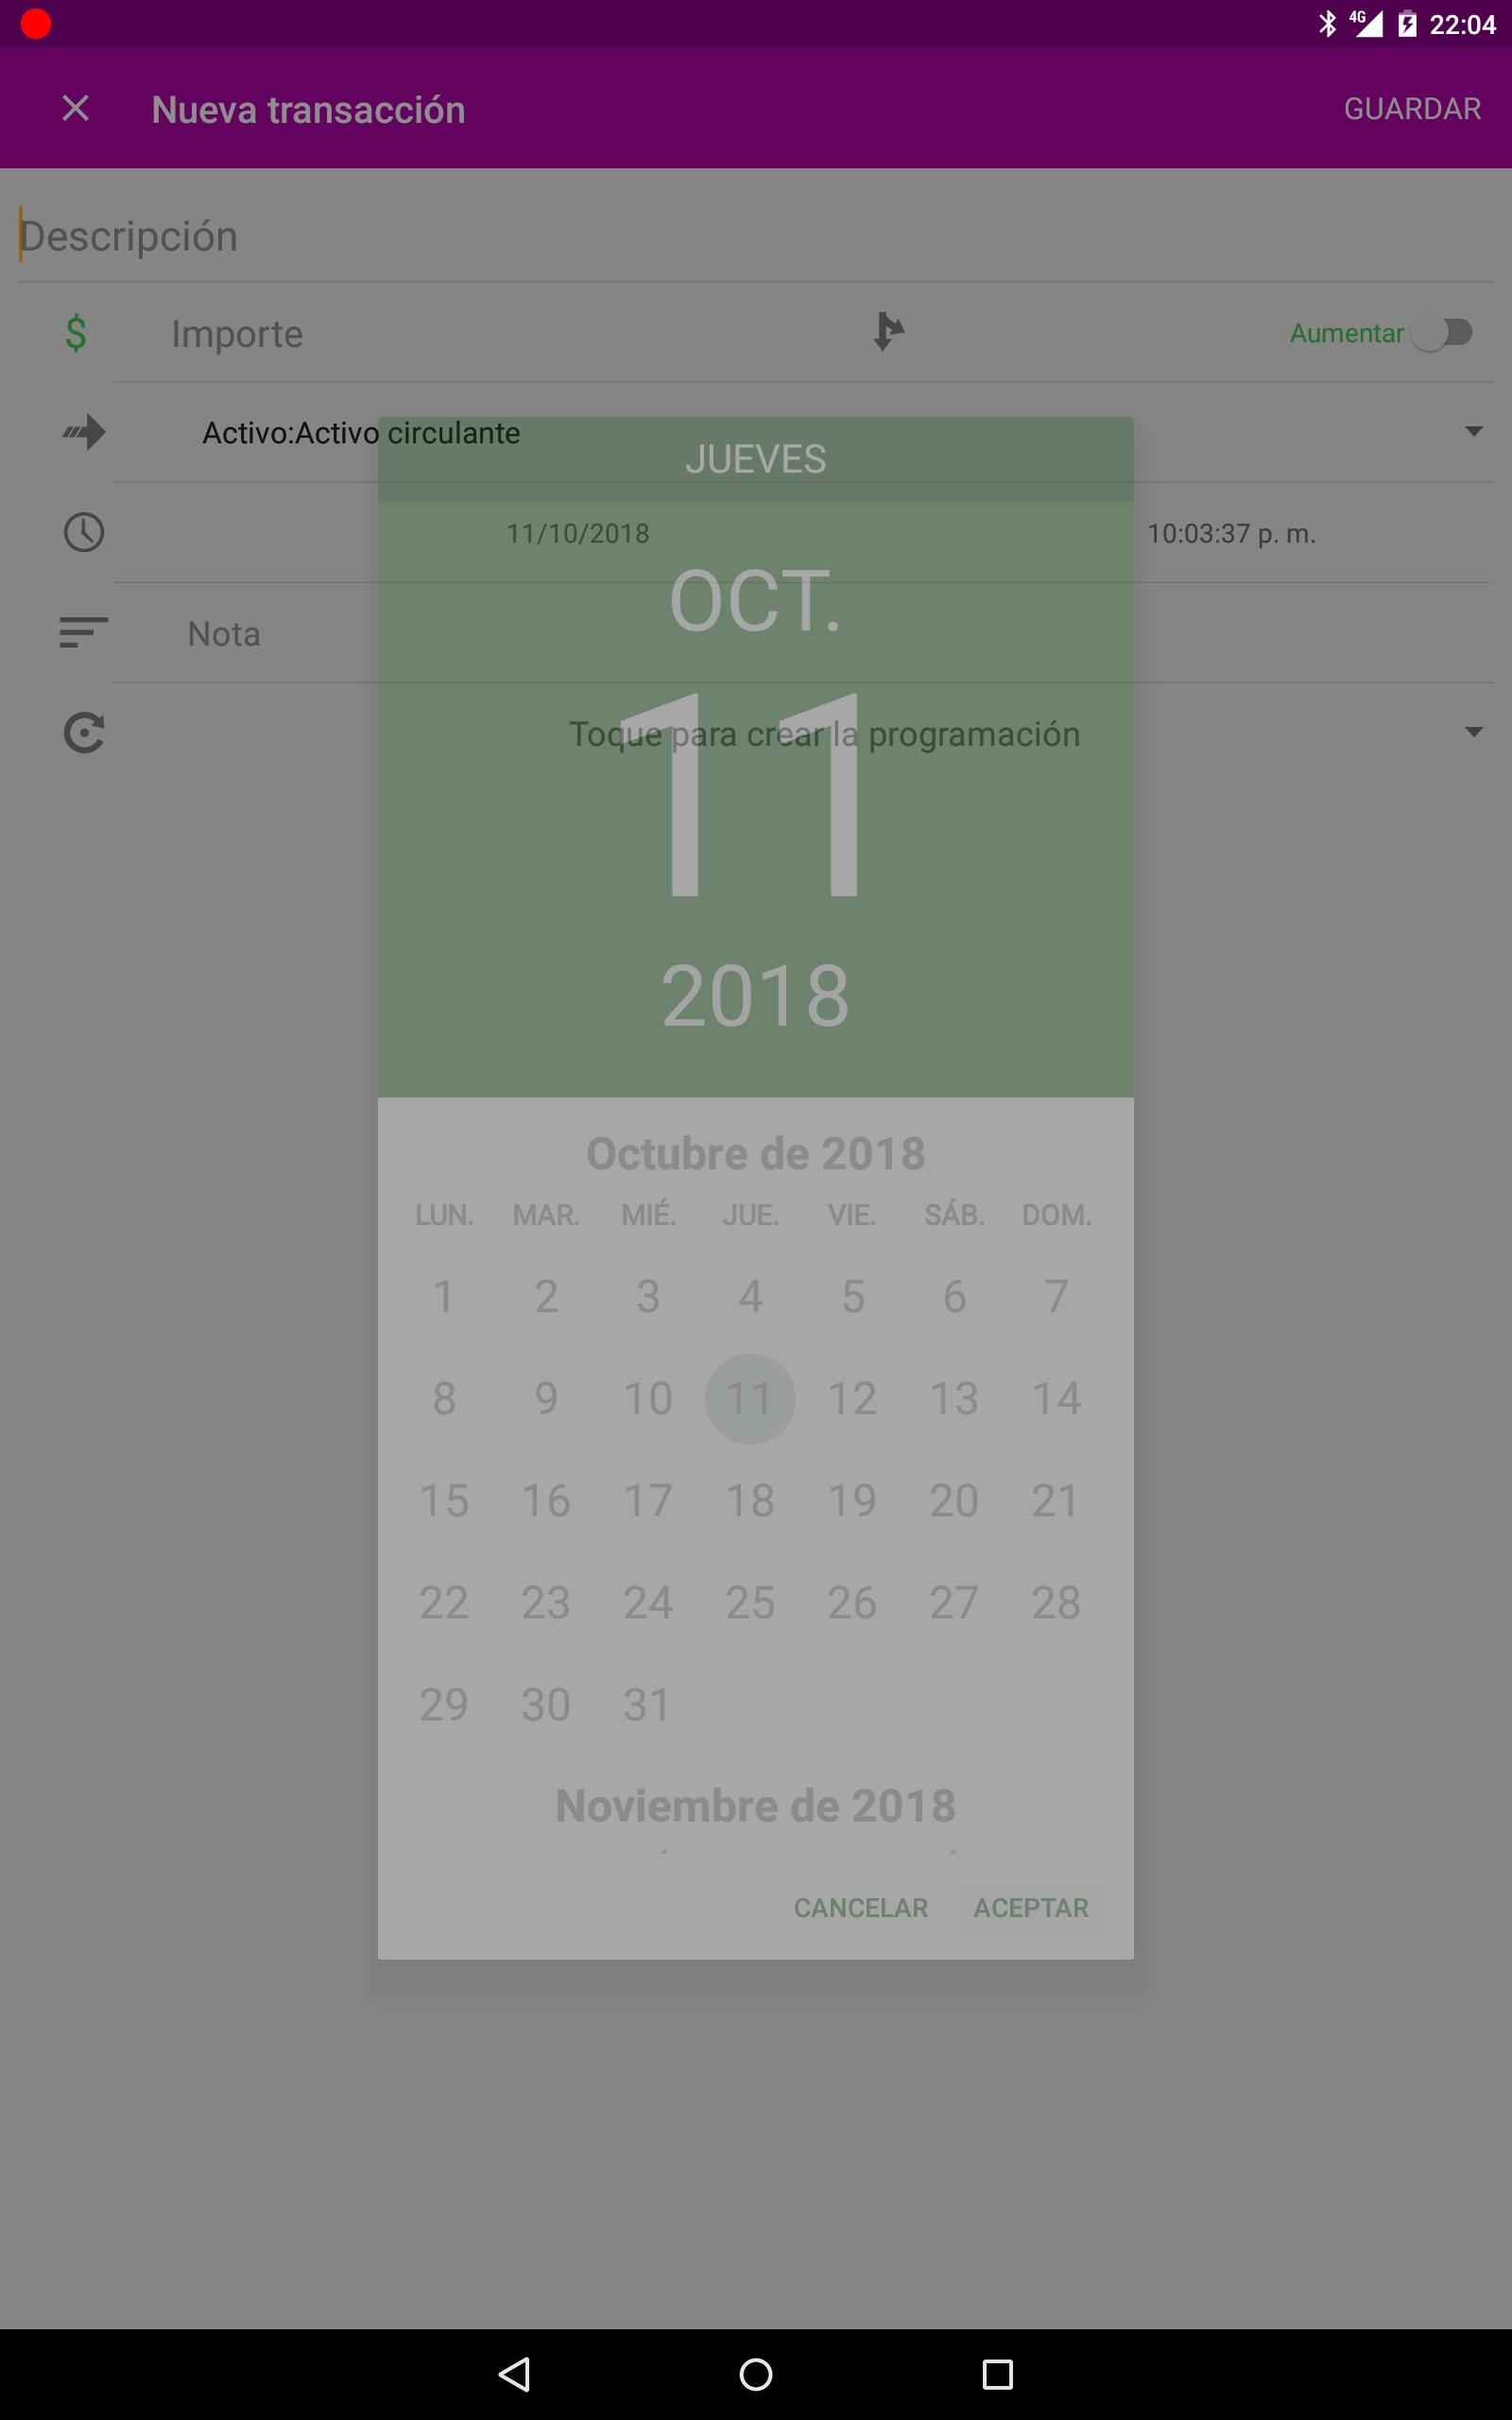 4G 22:04
Nueva transacción GUARDAR
Descripción
$ Importe Aumentar
Activo:Activo circulante
JUEVES
11/10/2018 10:03:37 p. m.
OCT.
Nota
11
Toque para crear la programación
2018
Octubre de 2018
LUN. MAR. MIÉ. JUE. VIE. SÁB. DOM.
1 2 3 4 5 6 7
8 9 10 11 12 13 14
15 16 17 18 19 20 21
22 23 24 25 26 27 28
29 30 31
Noviembre de 2018
CANCELAR ACEPTAR